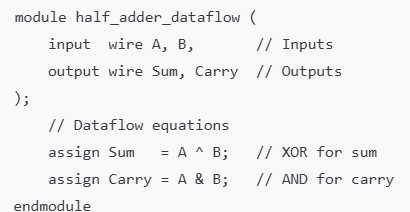 module half_adder_dataflow (
    input  wire A, B,        // Inputs
    output wire Sum, Carry  // Outputs
);
    // Dataflow equations
    assign Sum   = A ^ B;   // XOR for sum
    assign Carry = A & B;   // AND for carry
endmodule